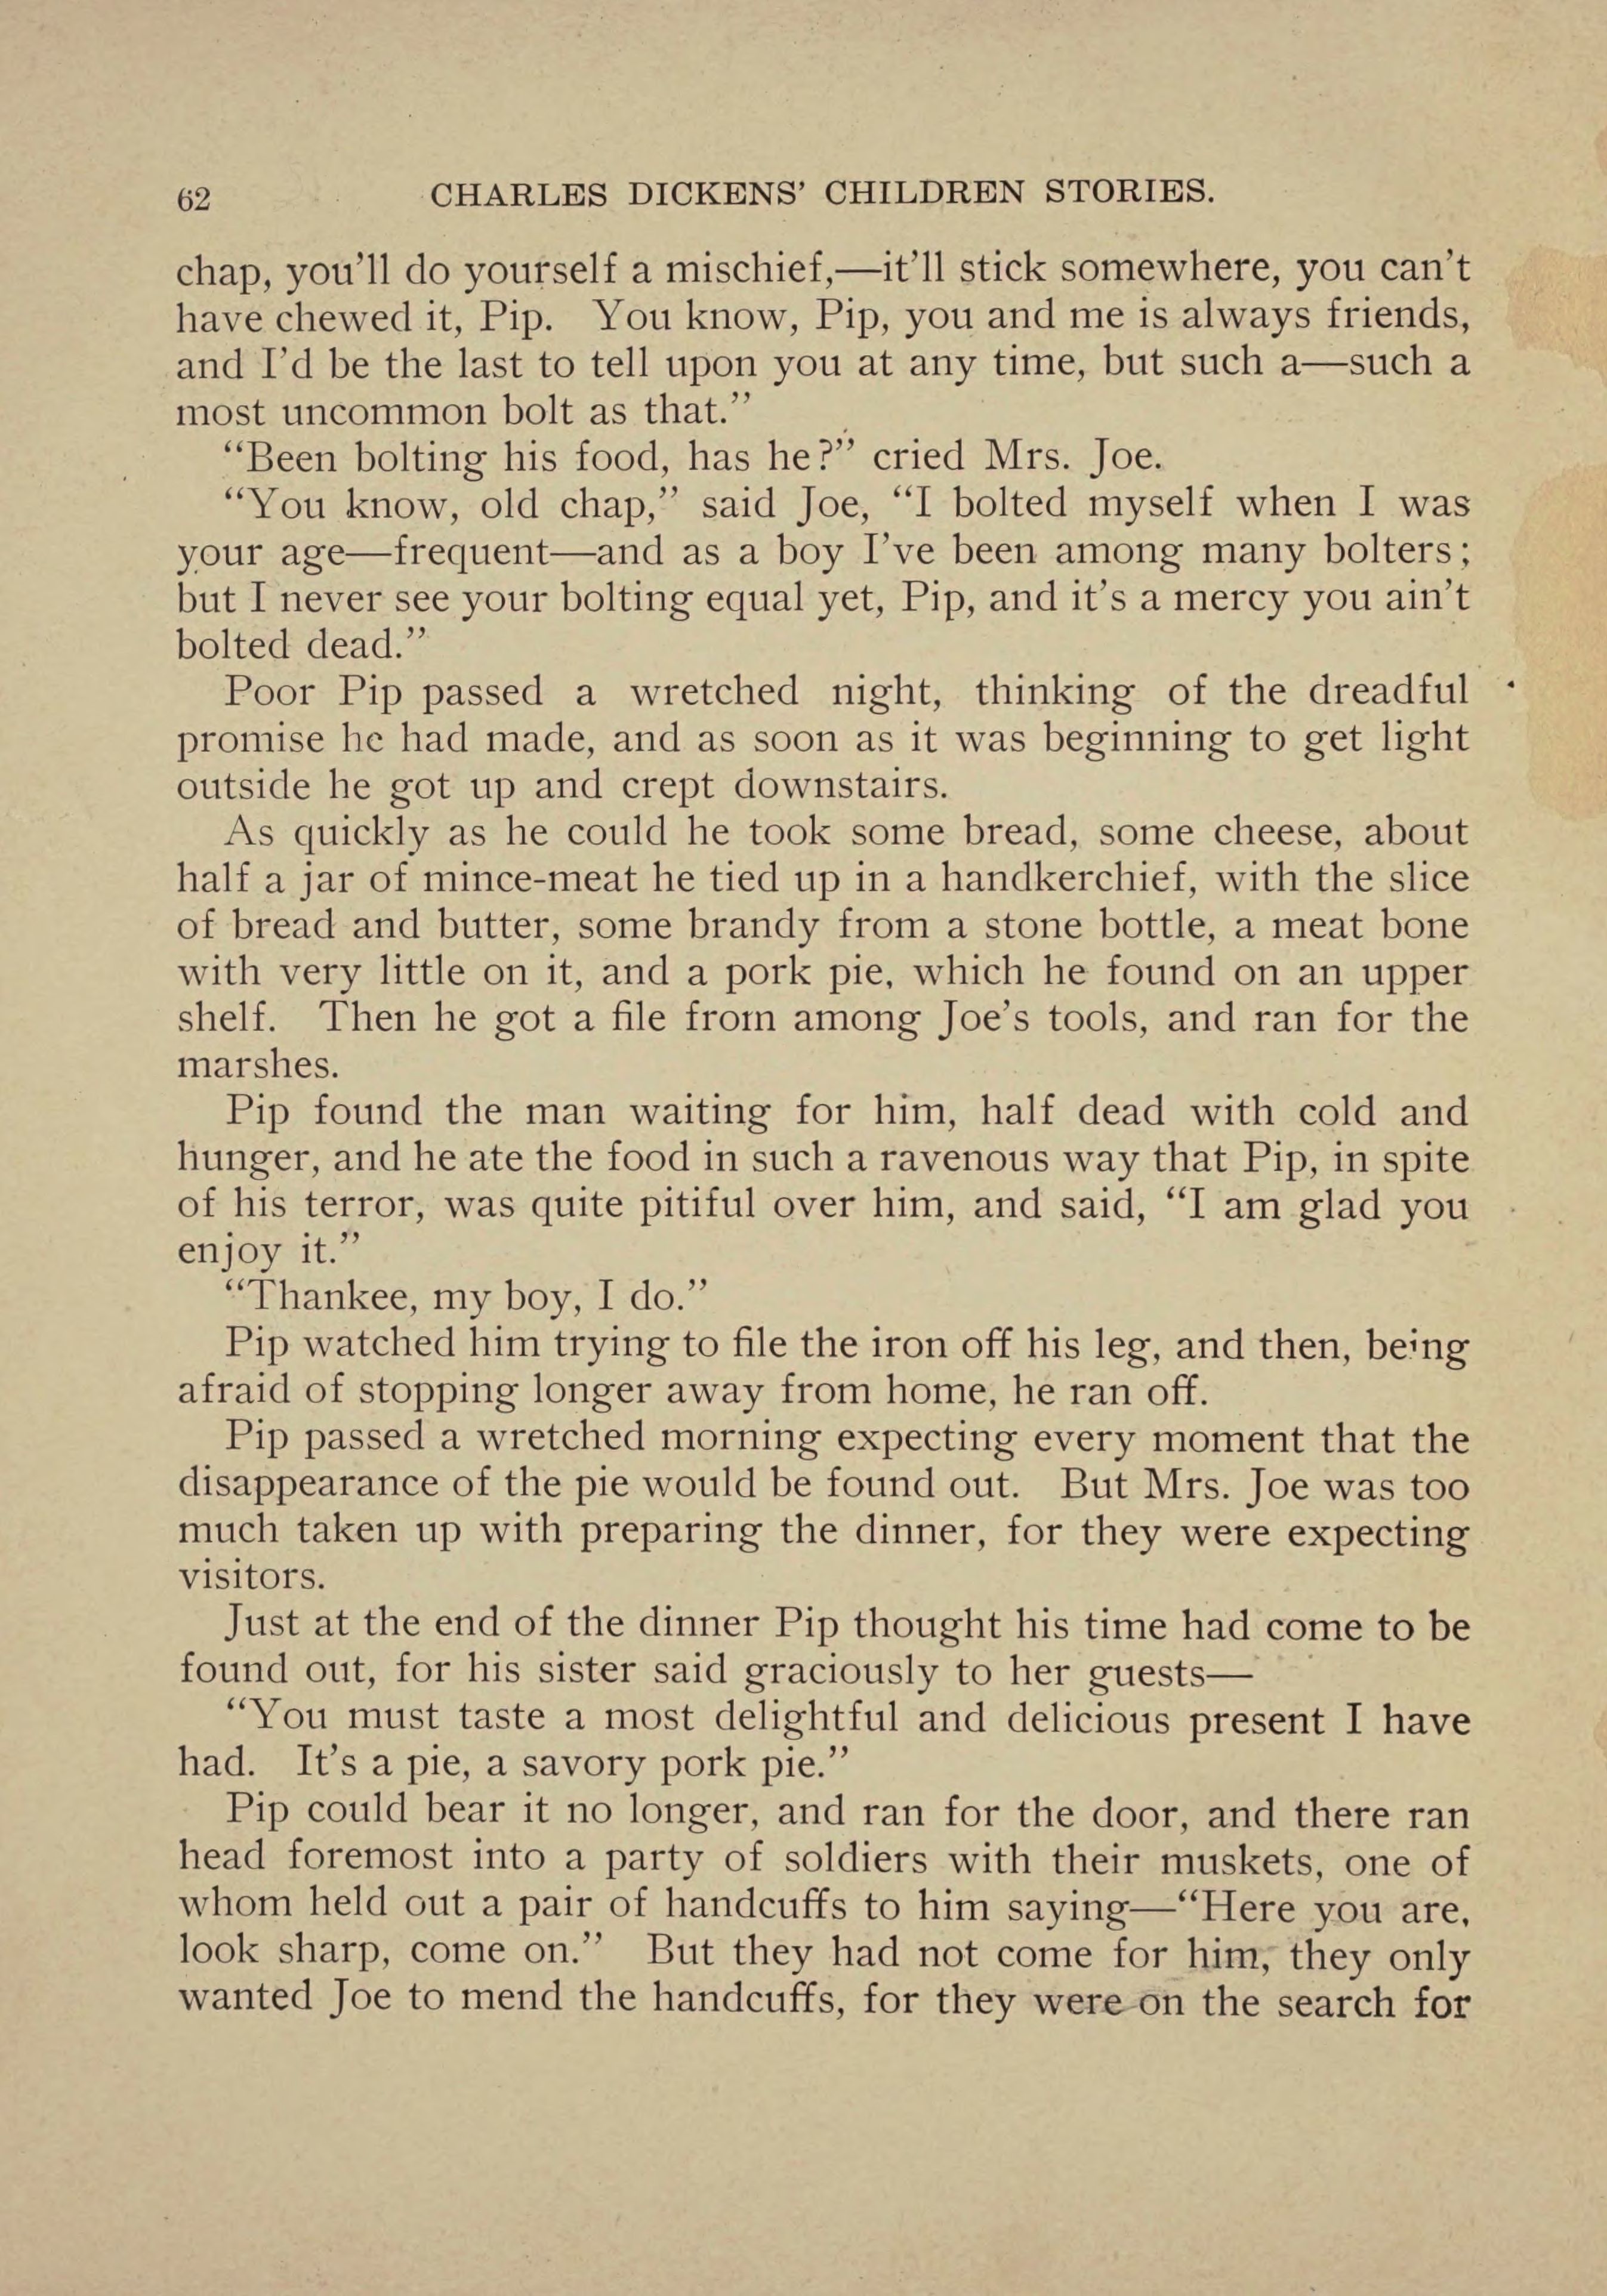 62 CHARLES DICKENS' CHILDREN STORIES.
chap, you'll do yourself a mischief,—it'll stick somewhere, you can't
have chewed it, Pip. You know, Pip, you and me is always friends,
and I'd be the last to tell upon you at any time, but such a—such a
most uncommon bolt as that."
"Been bolting his food, has he?" cried Mrs. Joe.
"You know, old chap," said Joe, "I bolted myself when I was
your age—frequent—and as a boy I've been among many bolters;
but I never see your bolting equal yet, Pip, and it's a mercy you ain't
bolted dead."
Poor Pip passed a wretched night, thinking of the dreadful
promise he had made, and as soon as it was beginning to get light
outside he got up and crept downstairs.
As quickly as he could he took some bread, some cheese, about
half a jar of mince-meat he tied up in a handkerchief, with the slice
of bread and butter, some brandy from a stone bottle, a meat bone
with very little on it, and a pork pie, which he found on an upper
shelf. Then he got a file from among Joe's tools, and ran for the
marshes.
Pip found the man waiting for him, half dead with cold and
hunger, and he ate the food in such a ravenous way that Pip, in spite
of his terror, was quite pitiful over him, and said, "I am glad you
enjoy it."
"Thankee, my boy, I do."
Pip watched him trying to file the iron off his leg, and then, being
afraid of stopping longer away from home, he ran off.
Pip passed a wretched morning expecting every moment that the
disappearance of the pie would be found out. But Mrs. Joe was too
much taken up with preparing the dinner, for they were expecting
visitors.
Just at the end of the dinner Pip thought his time had come to be
found out, for his sister said graciously to her guests—
"You must taste a most delightful and delicious present I have
had. It's a pie, a savory pork pie."
Pip could bear it no longer, and ran for the door, and there ran
head foremost into a party of soldiers with their muskets, one of
whom held out a pair of handcuffs to him saying—"Here you are,
look sharp, come on." But they had not come for him, they only
wanted Joe to mend the handcuffs, for they were on the search for